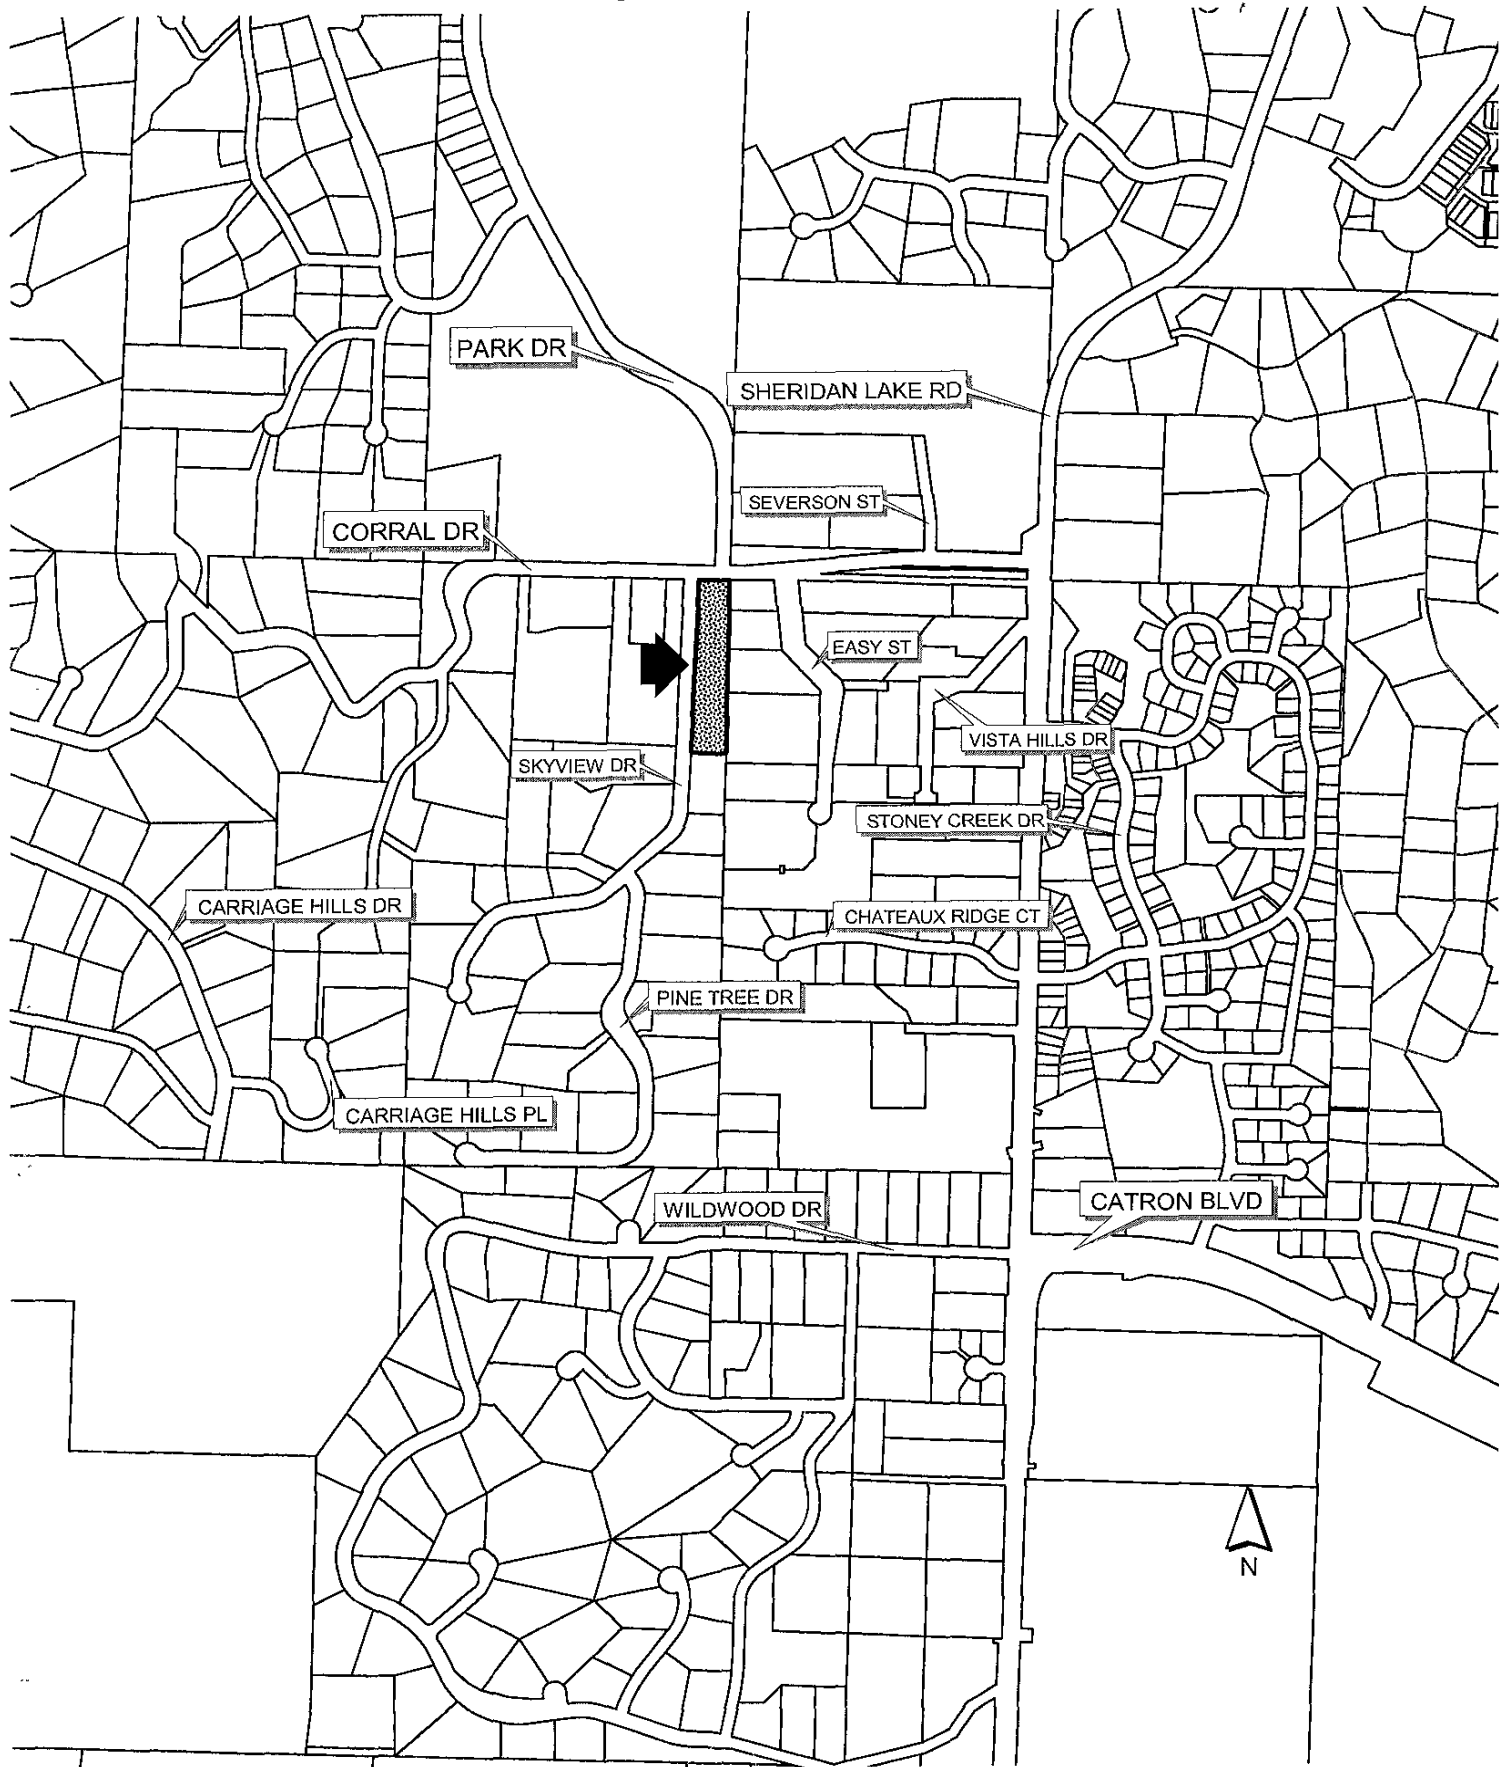 PARK DR
SHERIDAN LAKE RD
SEVERSON ST
CORRAL DR
EASY ST
VISTA HILLS DR
SKYVIEW DR
STONEY CREEK DR
CARRIAGE HILLS DR
CHATEAUX RIDGE CT
PINE TREE DR
CARRIAGE HILLS PL
CATRON BLVD
WILDWOOD DR
N